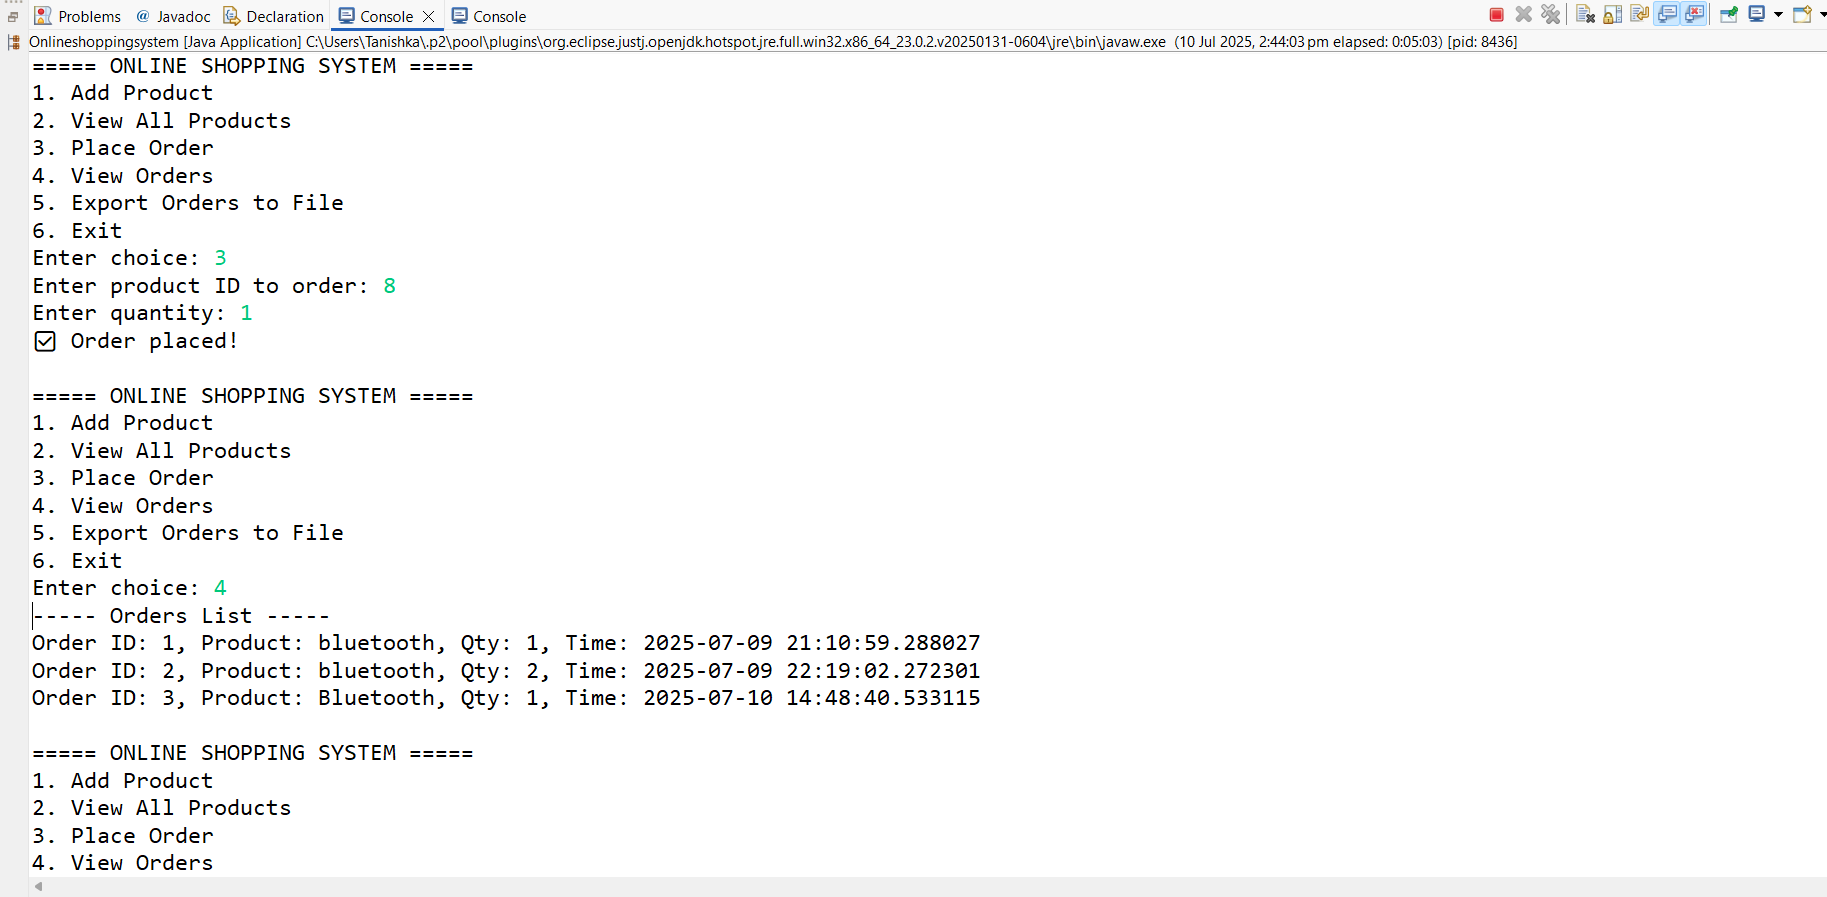 Problems @ Javadoc Declaration Console Console
Onlineshoppingsystem [Java Application] C:\Users\Tanishka\.p2\pool\plugins\org.eclipse.justj.openjdk.hotspot.jre.full.win32.x86_64_23.0.2.v20250131-0604\jre\bin\javaw.exe (10 Jul 2025, 2:44:03 pm elapsed: 0:05:03) [pid: 8436]
===== ONLINE SHOPPING SYSTEM =====
1. Add Product
2. View All Products
3. Place Order
4. View Orders
5. Export Orders to File
6. Exit
Enter choice: 3
Enter product ID to order: 8
Enter quantity: 1
☑ Order placed!
===== ONLINE SHOPPING SYSTEM =====
1. Add Product
2. View All Products
3. Place Order
4. View Orders
5. Export Orders to File
6. Exit
Enter choice: 4
----- Orders List -----
Order ID: 1, Product: bluetooth, Qty: 1, Time: 2025-07-09 21:10:59.288027
Order ID: 2, Product: bluetooth, Qty: 2, Time: 2025-07-09 22:19:02.272301
Order ID: 3, Product: Bluetooth, Qty: 1, Time: 2025-07-10 14:48:40.533115
===== ONLINE SHOPPING SYSTEM =====
1. Add Product
2. View All Products
3. Place Order
4. View Orders